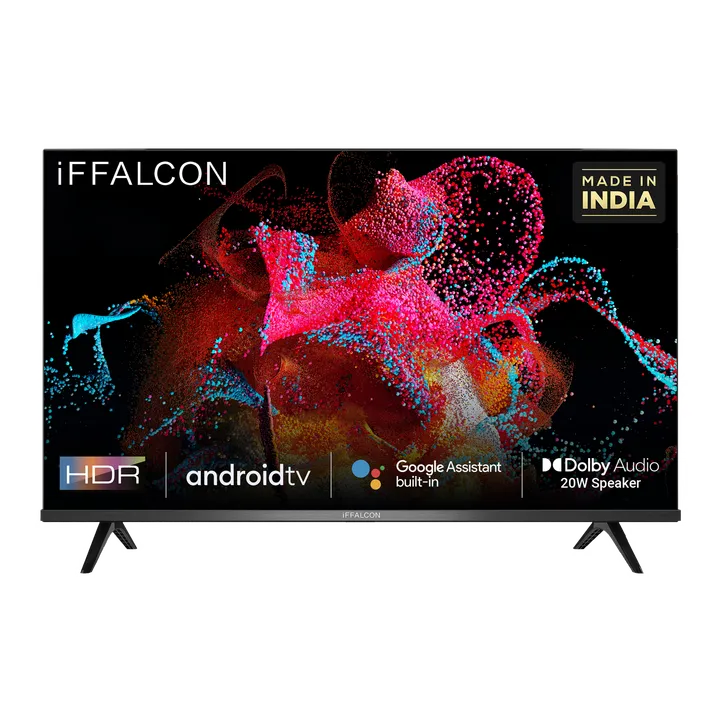 iFFALCON
MADE IN
INDIA
HDR
androidtv
Google Assistant
built-in
Dolby Audio
20W Speaker
iFFALCON